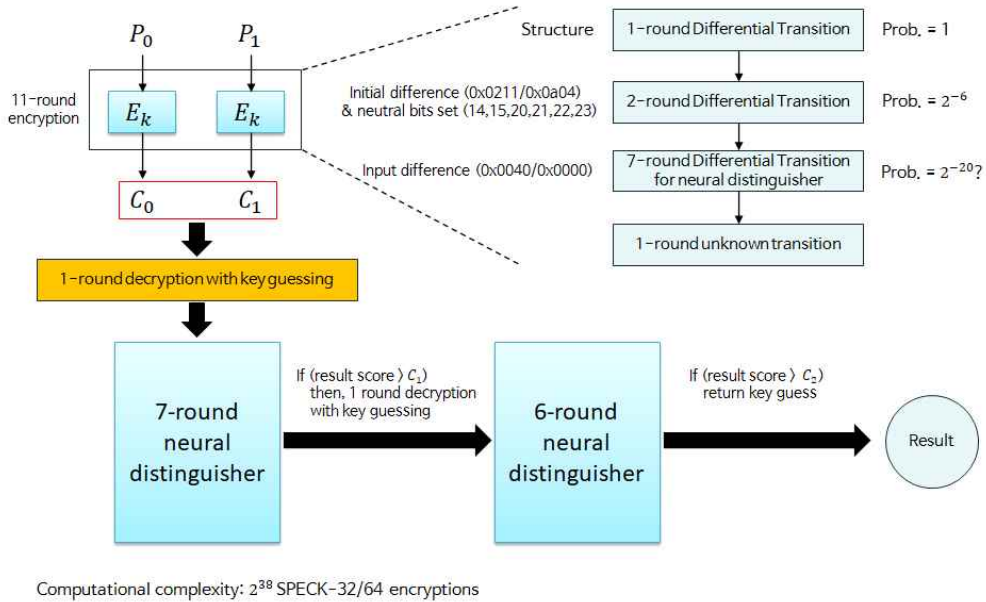 P₀ P₁
11-round
encryption
Eₖ Eₖ
C₀ C₁
Structure
1-round Differential Transition
Prob. = 1
Initial difference (0x0211/0x0a04)
& neutral bits set (14,15,20,21,22,23)
2-round Differential Transition
Prob. = 2⁻⁶
Input difference (0x0040/0x0000)
7-round Differential Transition
for neural distinguisher
Prob. = 2⁻²⁰?
1-round unknown transition
1-round decryption with key guessing
7-round
neural
distinguisher
If (result score > C₁)
then, 1 round decryption
with key guessing
6-round
neural
distinguisher
If (result score > C₂)
return key guess
Result
Computational complexity: 2³⁸ SPECK-32/64 encryptions